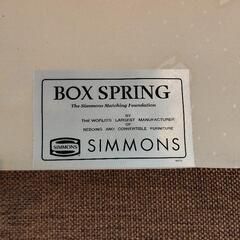 BOX SPRING
The Simmons Matching Foundation
BY
THE WORLD'S LARGEST MANUFACTURER
OF
BEDDING AND CONVERTIBLE FURNITURE
SIMMONS
SIMMONS